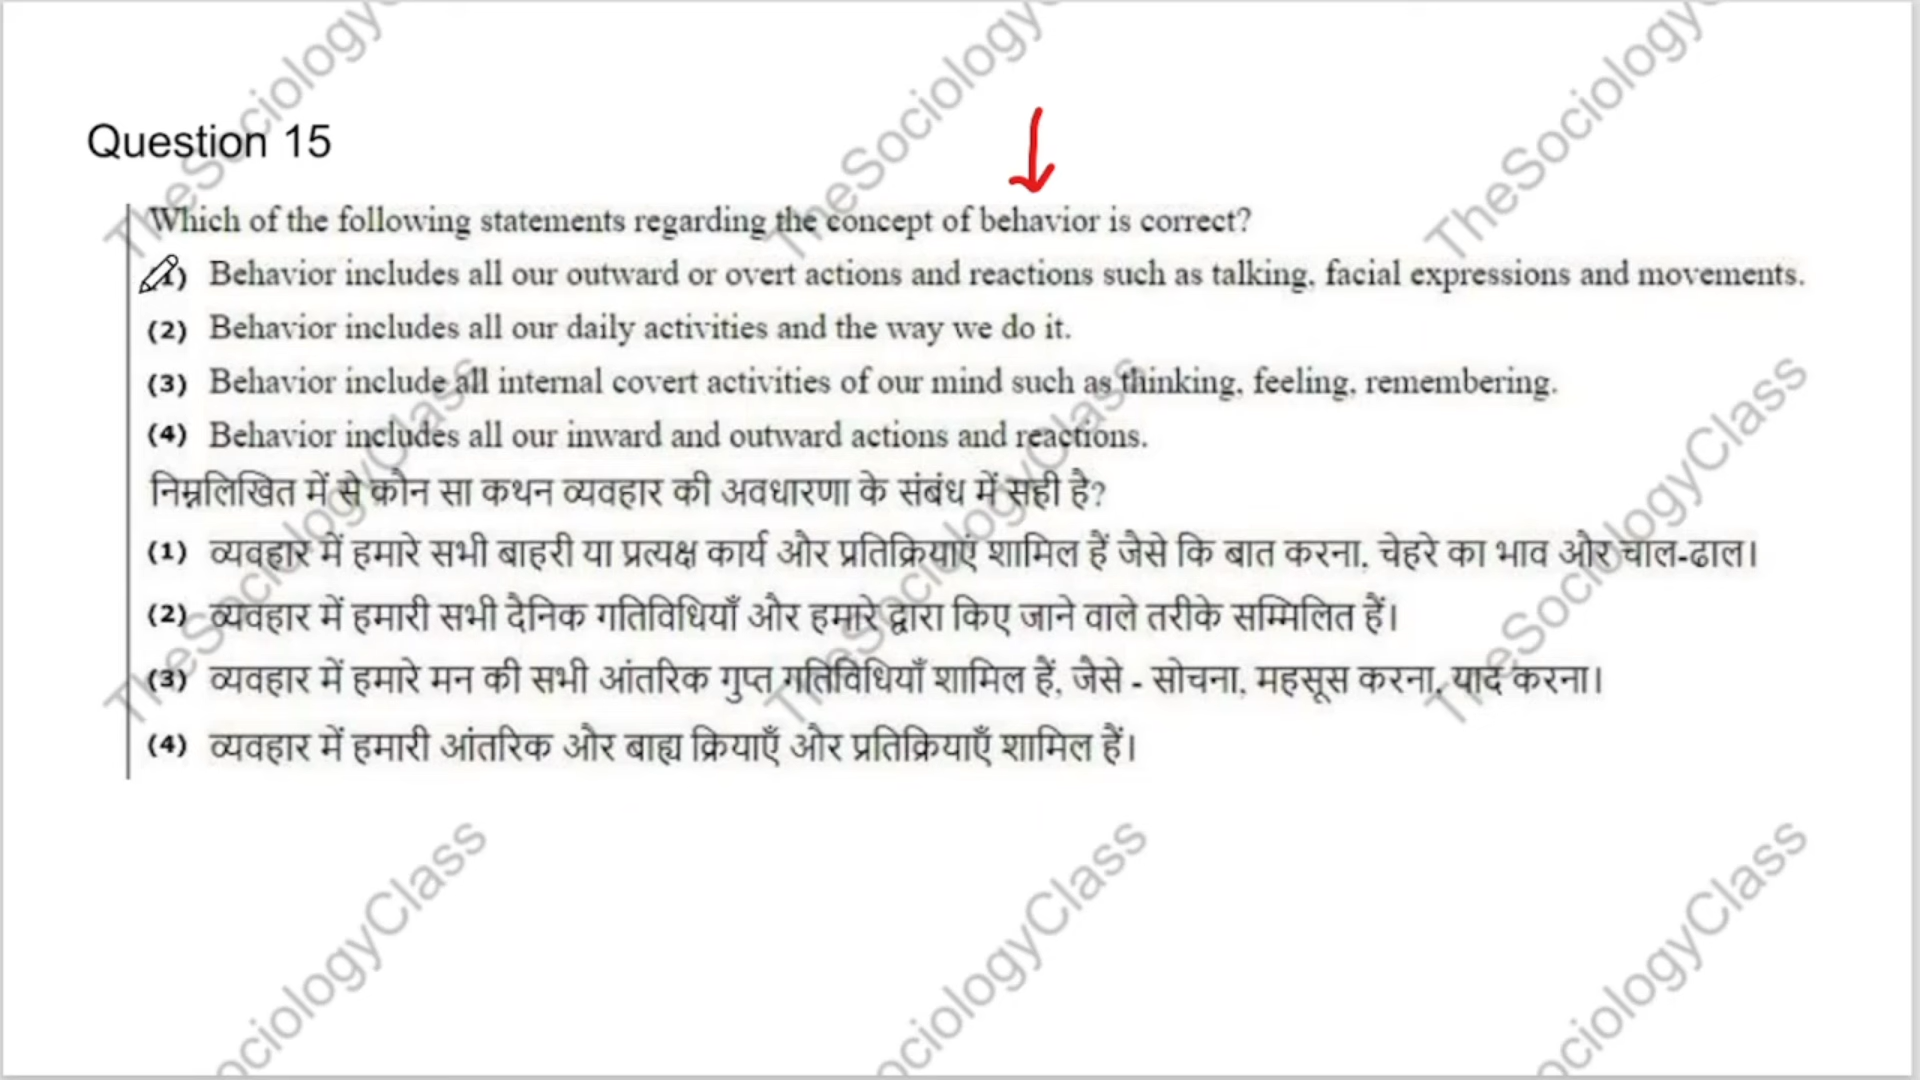 Question 15
Which of the following statements regarding the concept of behavior is correct?
1) Behavior includes all our outward or overt actions and reactions such as talking, facial expressions and movements.
(2) Behavior includes all our daily activities and the way we do it.
(3) Behavior include all internal covert activities of our mind such as thinking, feeling, remembering.
(4) Behavior includes all our inward and outward actions and reactions.
निम्नलिखित में से कौन सा कथन व्यवहार की अवधारणा के संबंध में सही है?
(1) व्यवहार में हमारे सभी बाहरी या प्रत्यक्ष कार्य और प्रतिक्रियाएं शामिल हैं जैसे कि बात करना, चेहरे का भाव और चाल-ढाल।
(2) व्यवहार में हमारी सभी दैनिक गतिविधियाँ और हमारे द्वारा किए जाने वाले तरीके सम्मिलित हैं।
(3) व्यवहार में हमारे मन की सभी आंतरिक गुप्त गतिविधियाँ शामिल हैं, जैसे - सोचना, महसूस करना, याद करना।
(4) व्यवहार में हमारी आंतरिक और बाह्य क्रियाएँ और प्रतिक्रियाएँ शामिल हैं।
TheSociology
TheSociology
TheSociology
TheSociologyClass
TheSociologyClass
TheSociologyClass
ociologyClass
ociologyClass
ociologyClass